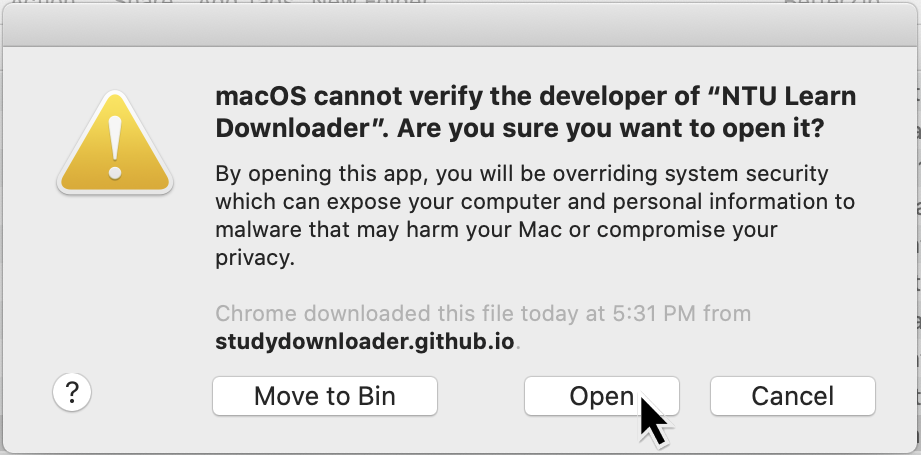 macOS cannot verify the developer of “NTU Learn
Downloader”. Are you sure you want to open it?
By opening this app, you will be overriding system security
which can expose your computer and personal information to
malware that may harm your Mac or compromise your
privacy.
Chrome downloaded this file today at 5:31 PM from
studydownloader.github.io.
?
Move to Bin
Open
Cancel